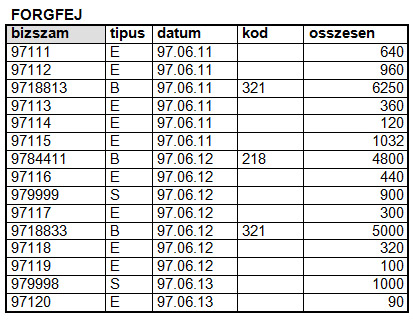 FORGFEJ
bizszam tipus datum kod osszesen
97111 E 97.06.11 640
97112 E 97.06.11 960
9718813 B 97.06.11 321 6250
97113 E 97.06.11 360
97114 E 97.06.11 120
97115 E 97.06.11 1032
9784411 B 97.06.12 218 4800
97116 E 97.06.12 440
979999 S 97.06.12 900
97117 E 97.06.12 300
9718833 B 97.06.12 321 5000
97118 E 97.06.12 320
97119 E 97.06.12 100
979998 S 97.06.13 1000
97120 E 97.06.13 90